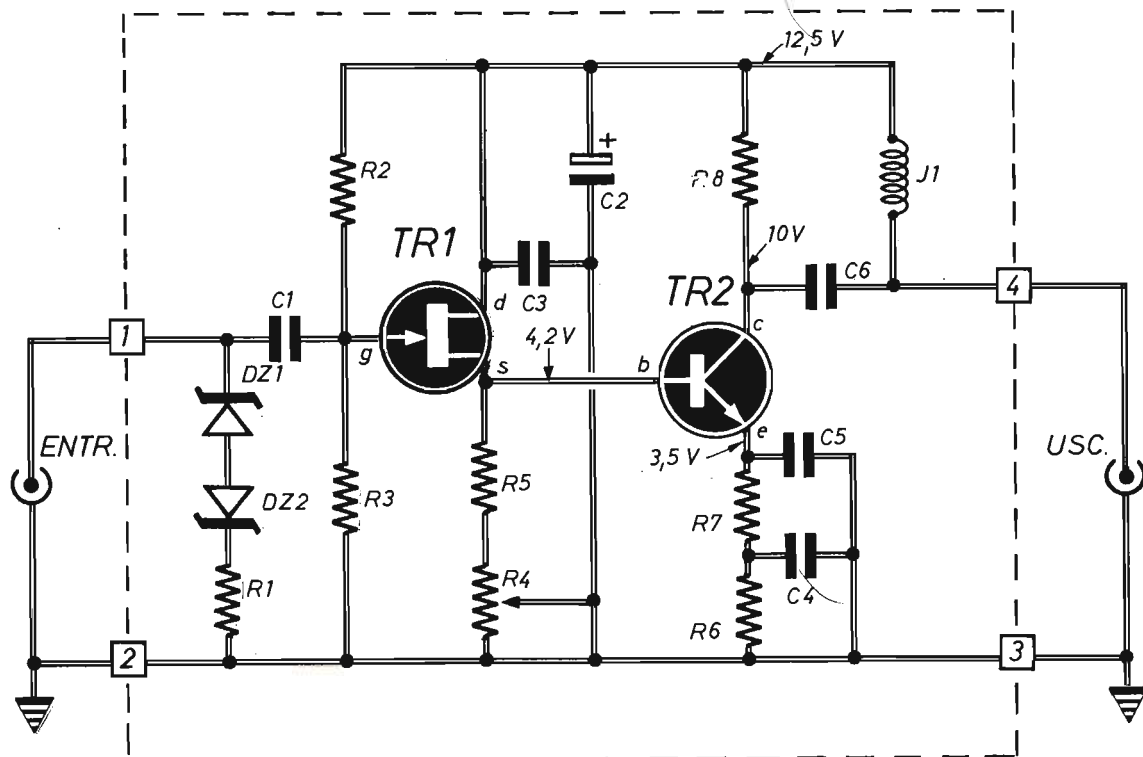 12,5 V
R2
+
C2
R8
J1
TR1
10V
C6
4
C1
C3
TR2
d
1
4,2V
c
g
s
b
DZ1
e
C5
ENTR.
3,5 V
USC.
R5
DZ2
R3
R7
R1
R4
C4
R6
2
3